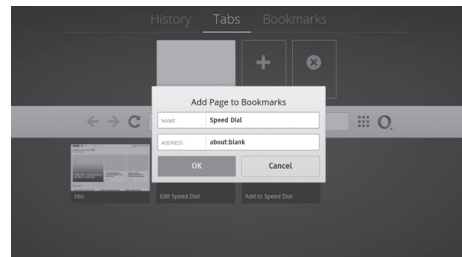 History Tabs Bookmarks
Add Page to Bookmarks
NAME Speed Dial
ADDRESS about:blank
OK Cancel
bbc Edit Speed Dial Add to Speed Dial